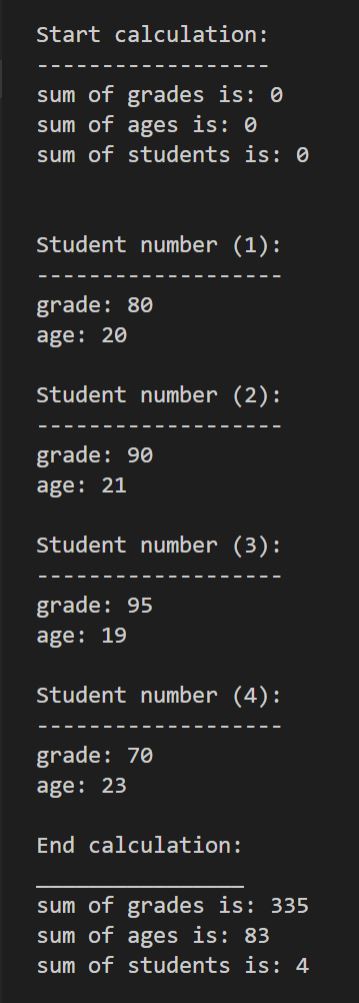 Start calculation:
------------------
sum of grades is: 0
sum of ages is: 0
sum of students is: 0
Student number (1):
-------------------
grade: 80
age: 20
Student number (2):
-------------------
grade: 90
age: 21
Student number (3):
-------------------
grade: 95
age: 19
Student number (4):
-------------------
grade: 70
age: 23
End calculation:
________________
sum of grades is: 335
sum of ages is: 83
sum of students is: 4